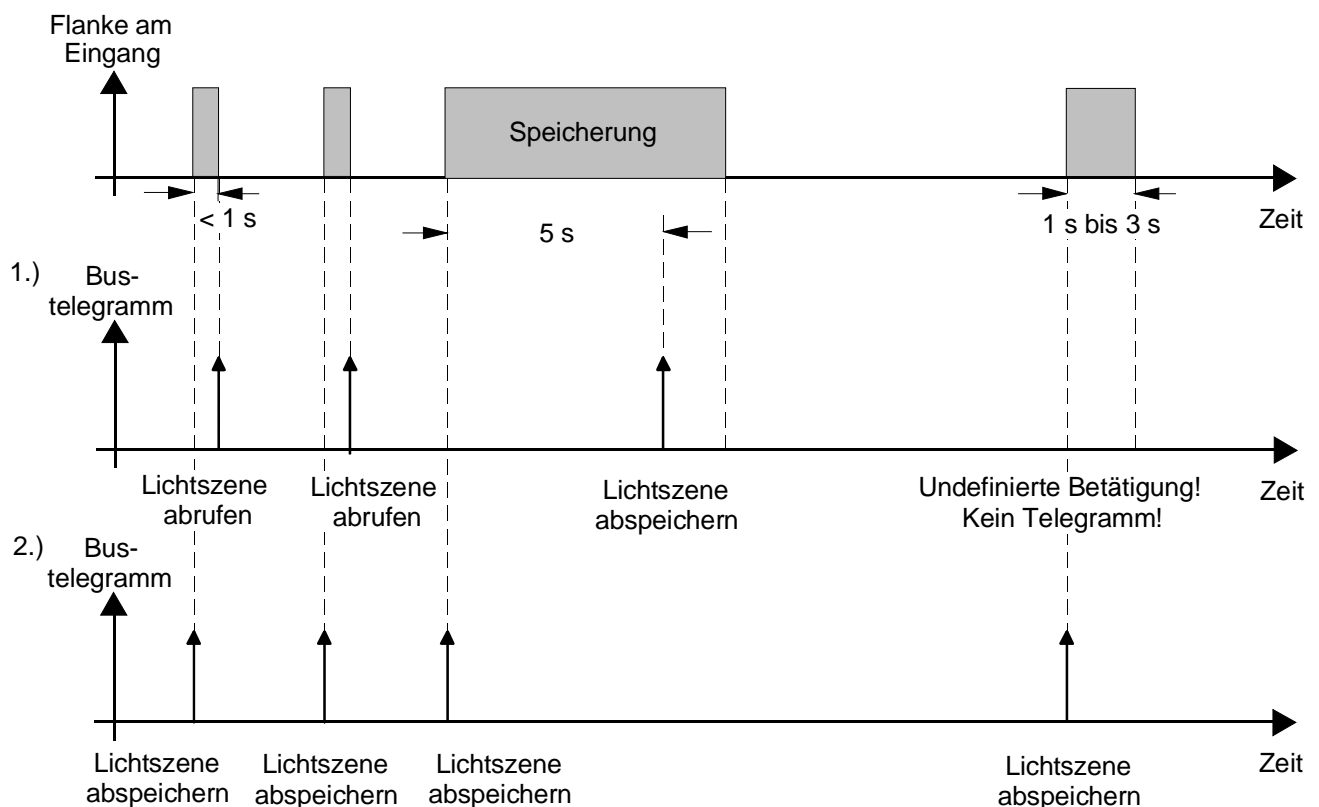 Flanke am
Eingang
Speicherung
< 1 s
5 s
1 s bis 3 s
Zeit
1.) Bus-
telegramm
Lichtszene
abrufen
Lichtszene
abrufen
Lichtszene
abspeichern
Undefinierte Betätigung!
Kein Telegramm!
Zeit
2.) Bus-
telegramm
Lichtszene
abspeichern
Lichtszene
abspeichern
Lichtszene
abspeichern
Lichtszene
abspeichern
Zeit